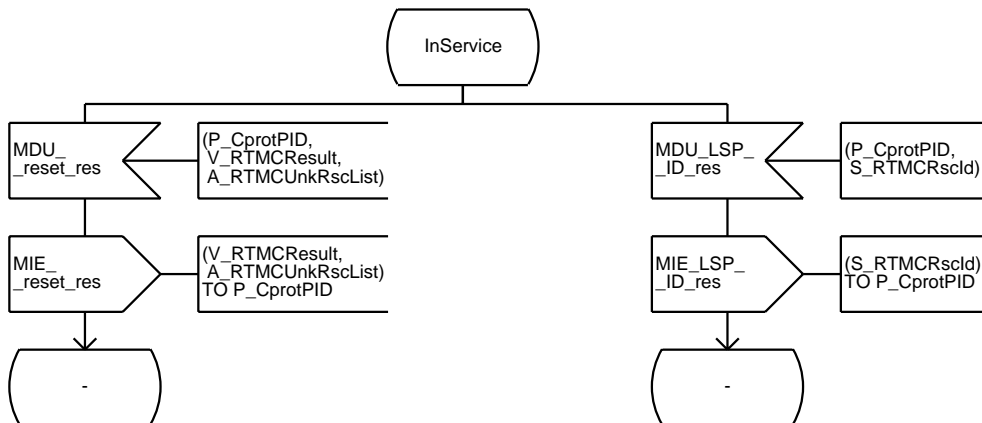 InService
MDU_
_reset_res
(P_CprotPID,
V_RTMCResult,
A_RTMCUnkRscList)
MDU_LSP_
_ID_res
(P_CprotPID,
S_RTMCRscId)
MIE_
_reset_res
(V_RTMCResult,
A_RTMCUnkRscList)
TO P_CprotPID
MIE_LSP_
_ID_res
(S_RTMCRscId)
TO P_CprotPID
-
-